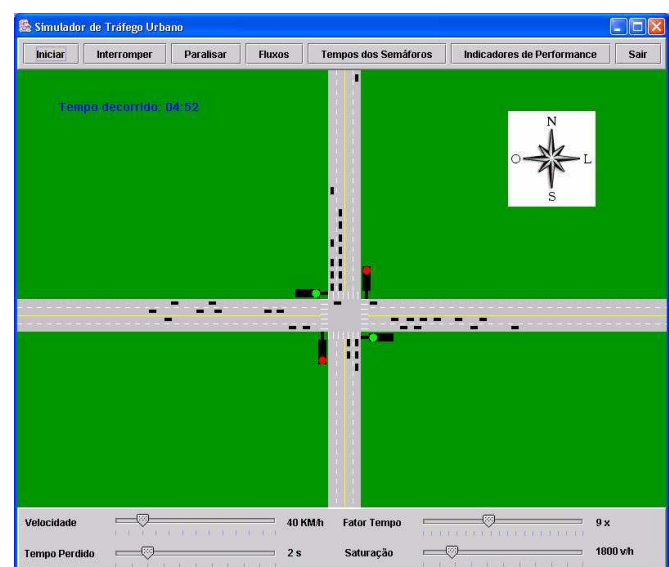 Simulador de Tráfego Urbano
Iniciar Interromper Paralisar Fluxos Tempos dos Semáforos Indicadores de Performance Sair
Tempo decorrido: 04:52
N
O L
S
Velocidade 40 KM/h Fator Tempo 9 x
Tempo Perdido 2 s Saturação 1800 v/h